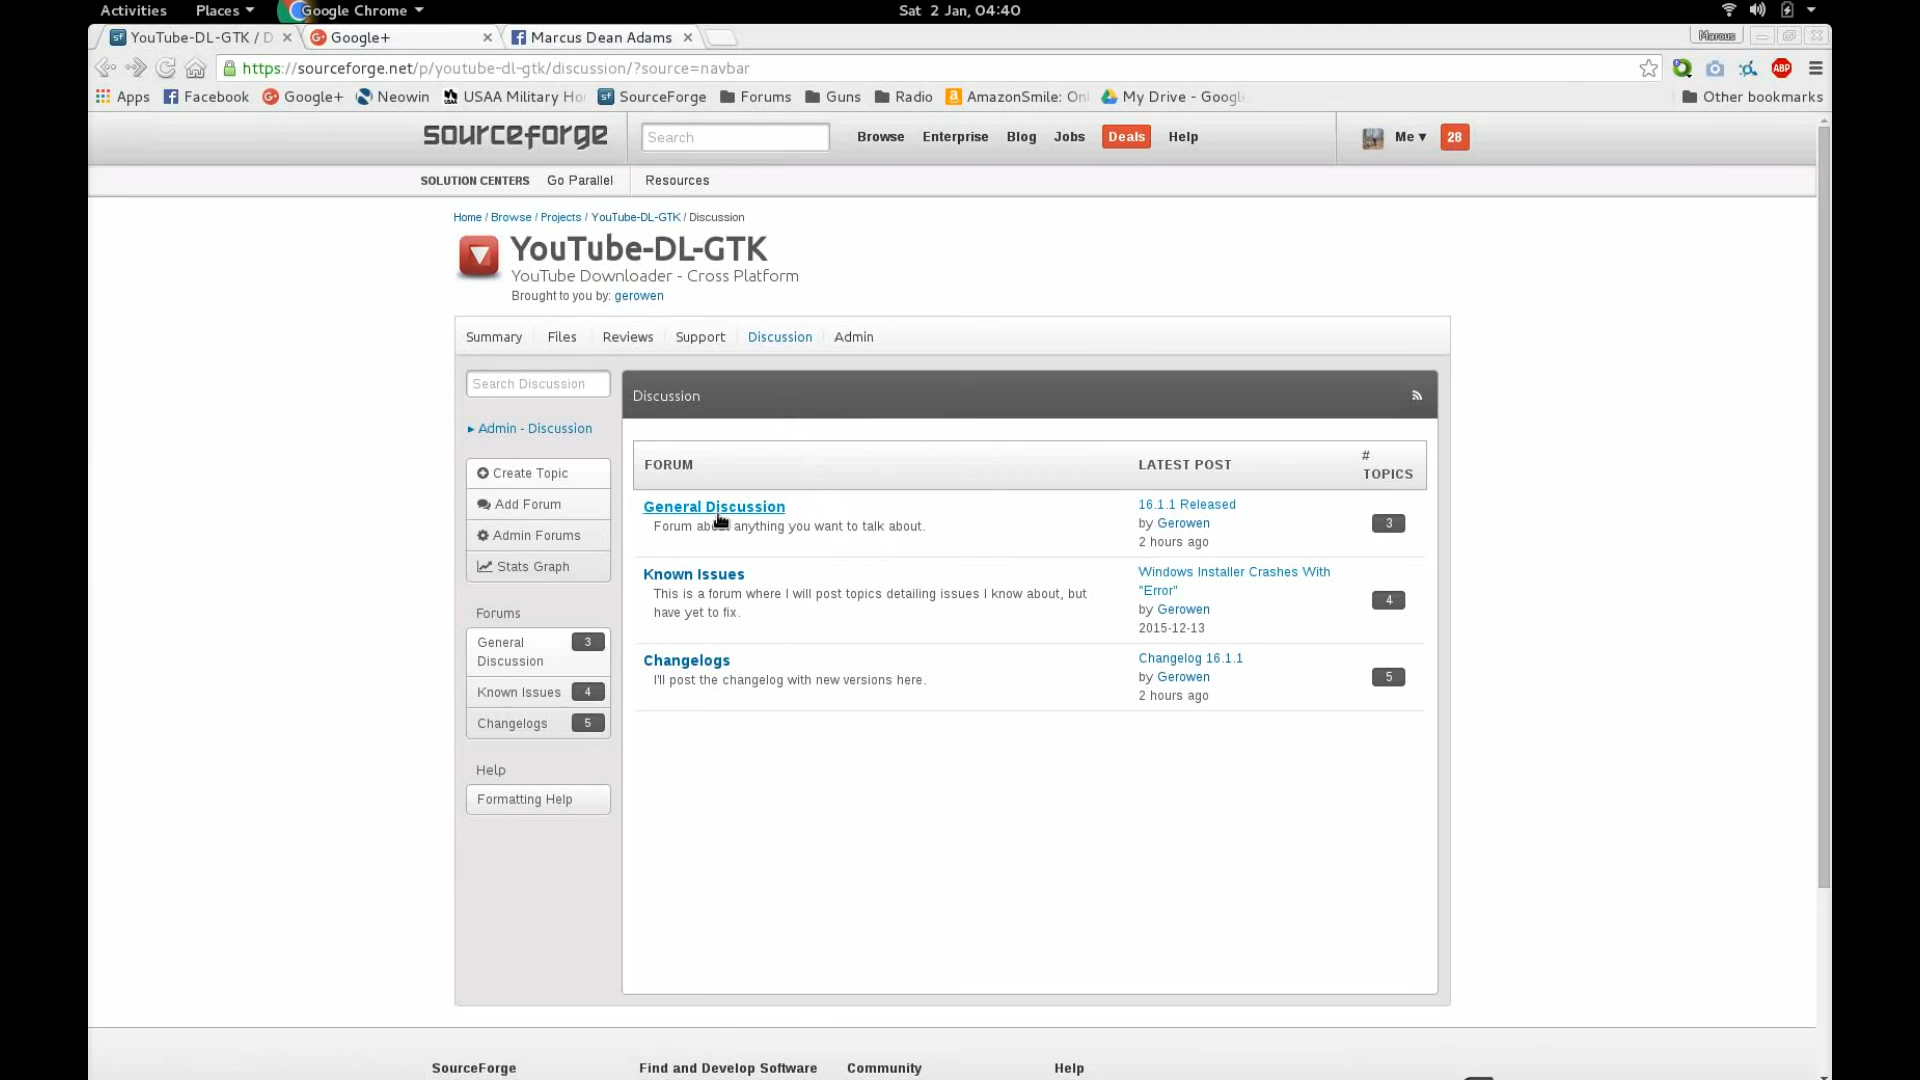 Activities Places Google Chrome Sat 2 Jan, 04:40
YouTube-DL-GTK / D Google+ Marcus Dean Adams Marcus
https://sourceforge.net/p/youtube-dl-gtk/discussion/?source=navbar ABP
Apps Facebook Google+ Neowin USAA Military Ho SourceForge Forums Guns Radio AmazonSmile: On My Drive - Googl Other bookmarks
sourceforge Search Browse Enterprise Blog Jobs Deals Help Me 28
SOLUTION CENTERS Go Parallel Resources
Home / Browse / Projects / YouTube-DL-GTK / Discussion
YouTube-DL-GTK
YouTube Downloader - Cross Platform
Brought to you by: gerowen
Summary Files Reviews Support Discussion Admin
Search Discussion
Admin - Discussion
Create Topic
Add Forum
Admin Forums
Stats Graph
Forums
General Discussion 3
Known Issues 4
Changelogs 5
Help
Formatting Help
Discussion
FORUM LATEST POST # TOPICS
General Discussion
Forum about anything you want to talk about.
16.1.1 Released
by Gerowen
2 hours ago
3
Known Issues
This is a forum where I will post topics detailing issues I know about, but
have yet to fix.
Windows Installer Crashes With
"Error"
by Gerowen
2015-12-13
4
Changelogs
I'll post the changelog with new versions here.
Changelog 16.1.1
by Gerowen
2 hours ago
5
SourceForge Find and Develop Software Community Help